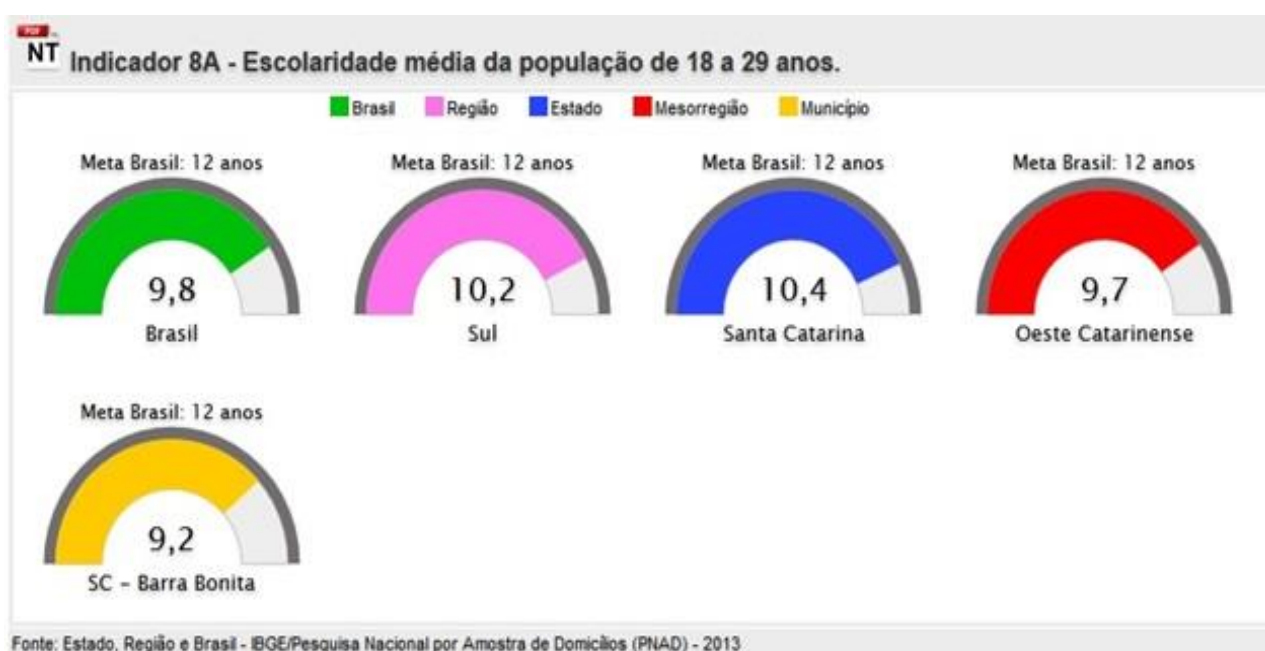 PDF
NT
Indicador 8A - Escolaridade média da população de 18 a 29 anos.
Brasil Região Estado Mesorregião Município
Meta Brasil: 12 anos Meta Brasil: 12 anos Meta Brasil: 12 anos Meta Brasil: 12 anos
9,8 10,2 10,4 9,7
Brasil Sul Santa Catarina Oeste Catarinense
Meta Brasil: 12 anos
9,2
SC - Barra Bonita
Fonte: Estado, Região e Brasil - IBGE/Pesquisa Nacional por Amostra de Domicílios (PNAD) - 2013